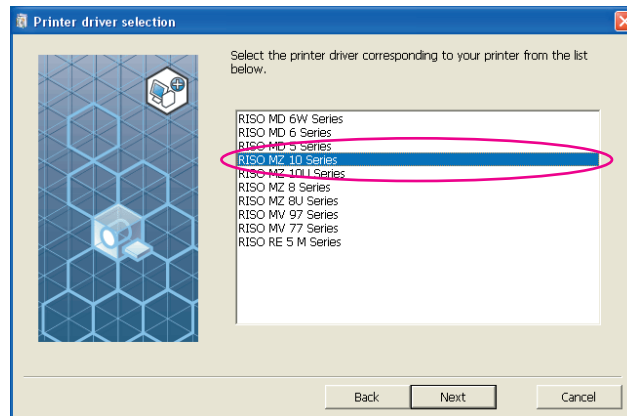 Printer driver selection
Select the printer driver corresponding to your printer from the list
below.
RISO MD 6W Series
RISO MD 6 Series
RISO MD 5 Series
RISO MZ 10 Series
RISO MZ 10U Series
RISO MZ 8 Series
RISO MZ 8U Series
RISO MV 97 Series
RISO MV 77 Series
RISO RE 5 M Series
Back Next Cancel